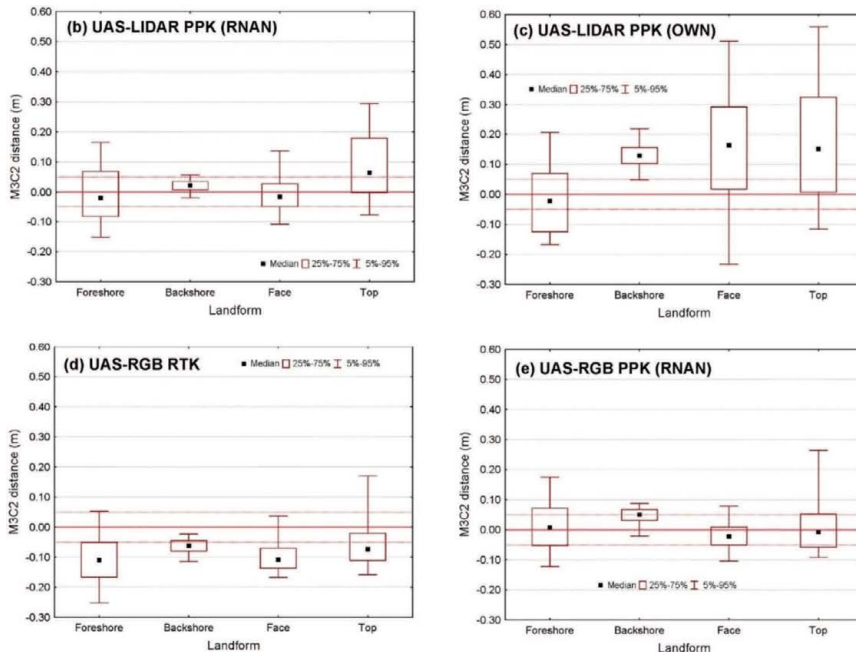 (b) UAS-LIDAR PPK (RNAN)
M3C2 distance (m)
0.60
0.50
0.40
0.30
0.20
0.10
0.00
-0.10
-0.20
-0.30
Median 25%-75% 5%-95%
Foreshore Backshore Face Top
Landform
(c) UAS-LIDAR PPK (OWN)
M3C2 distance (m)
0.60
0.50
0.40
0.30
0.20
0.10
0.00
-0.10
-0.20
-0.30
Median 25%-75% 5%-95%
Foreshore Backshore Face Top
Landform
(d) UAS-RGB RTK
Median 25%-75% 5%-95%
M3C2 distance (m)
0.60
0.50
0.40
0.30
0.20
0.10
0.00
-0.10
-0.20
-0.30
Foreshore Backshore Face Top
Landform
(e) UAS-RGB PPK (RNAN)
M3C2 distance (m)
0.60
0.50
0.40
0.30
0.20
0.10
0.00
-0.10
-0.20
-0.30
Median 25%-75% 5%-95%
Foreshore Backshore Face Top
Landform